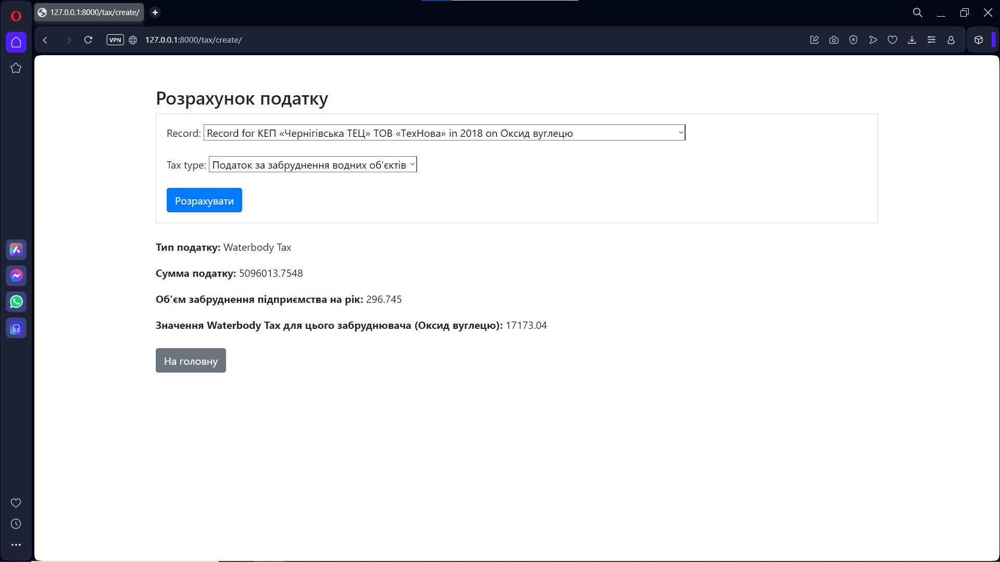 127.0.0.1:8000/tax/create/
VPN 127.0.0.1:8000/tax/create/
Розрахунок податку
Record: Record for КЕП «Чернігівська ТЕЦ» ТОВ «ТехНова» in 2018 on Оксид вуглецю
Tax type: Податок за забруднення водних об'єктів
Розрахувати
Тип податку: Waterbody Tax
Сумма податку: 5096013.7548
Об'єм забруднення підприємства на рік: 296.745
Значення Waterbody Tax для цього забруднювача (Оксид вуглецю): 17173.04
На головну